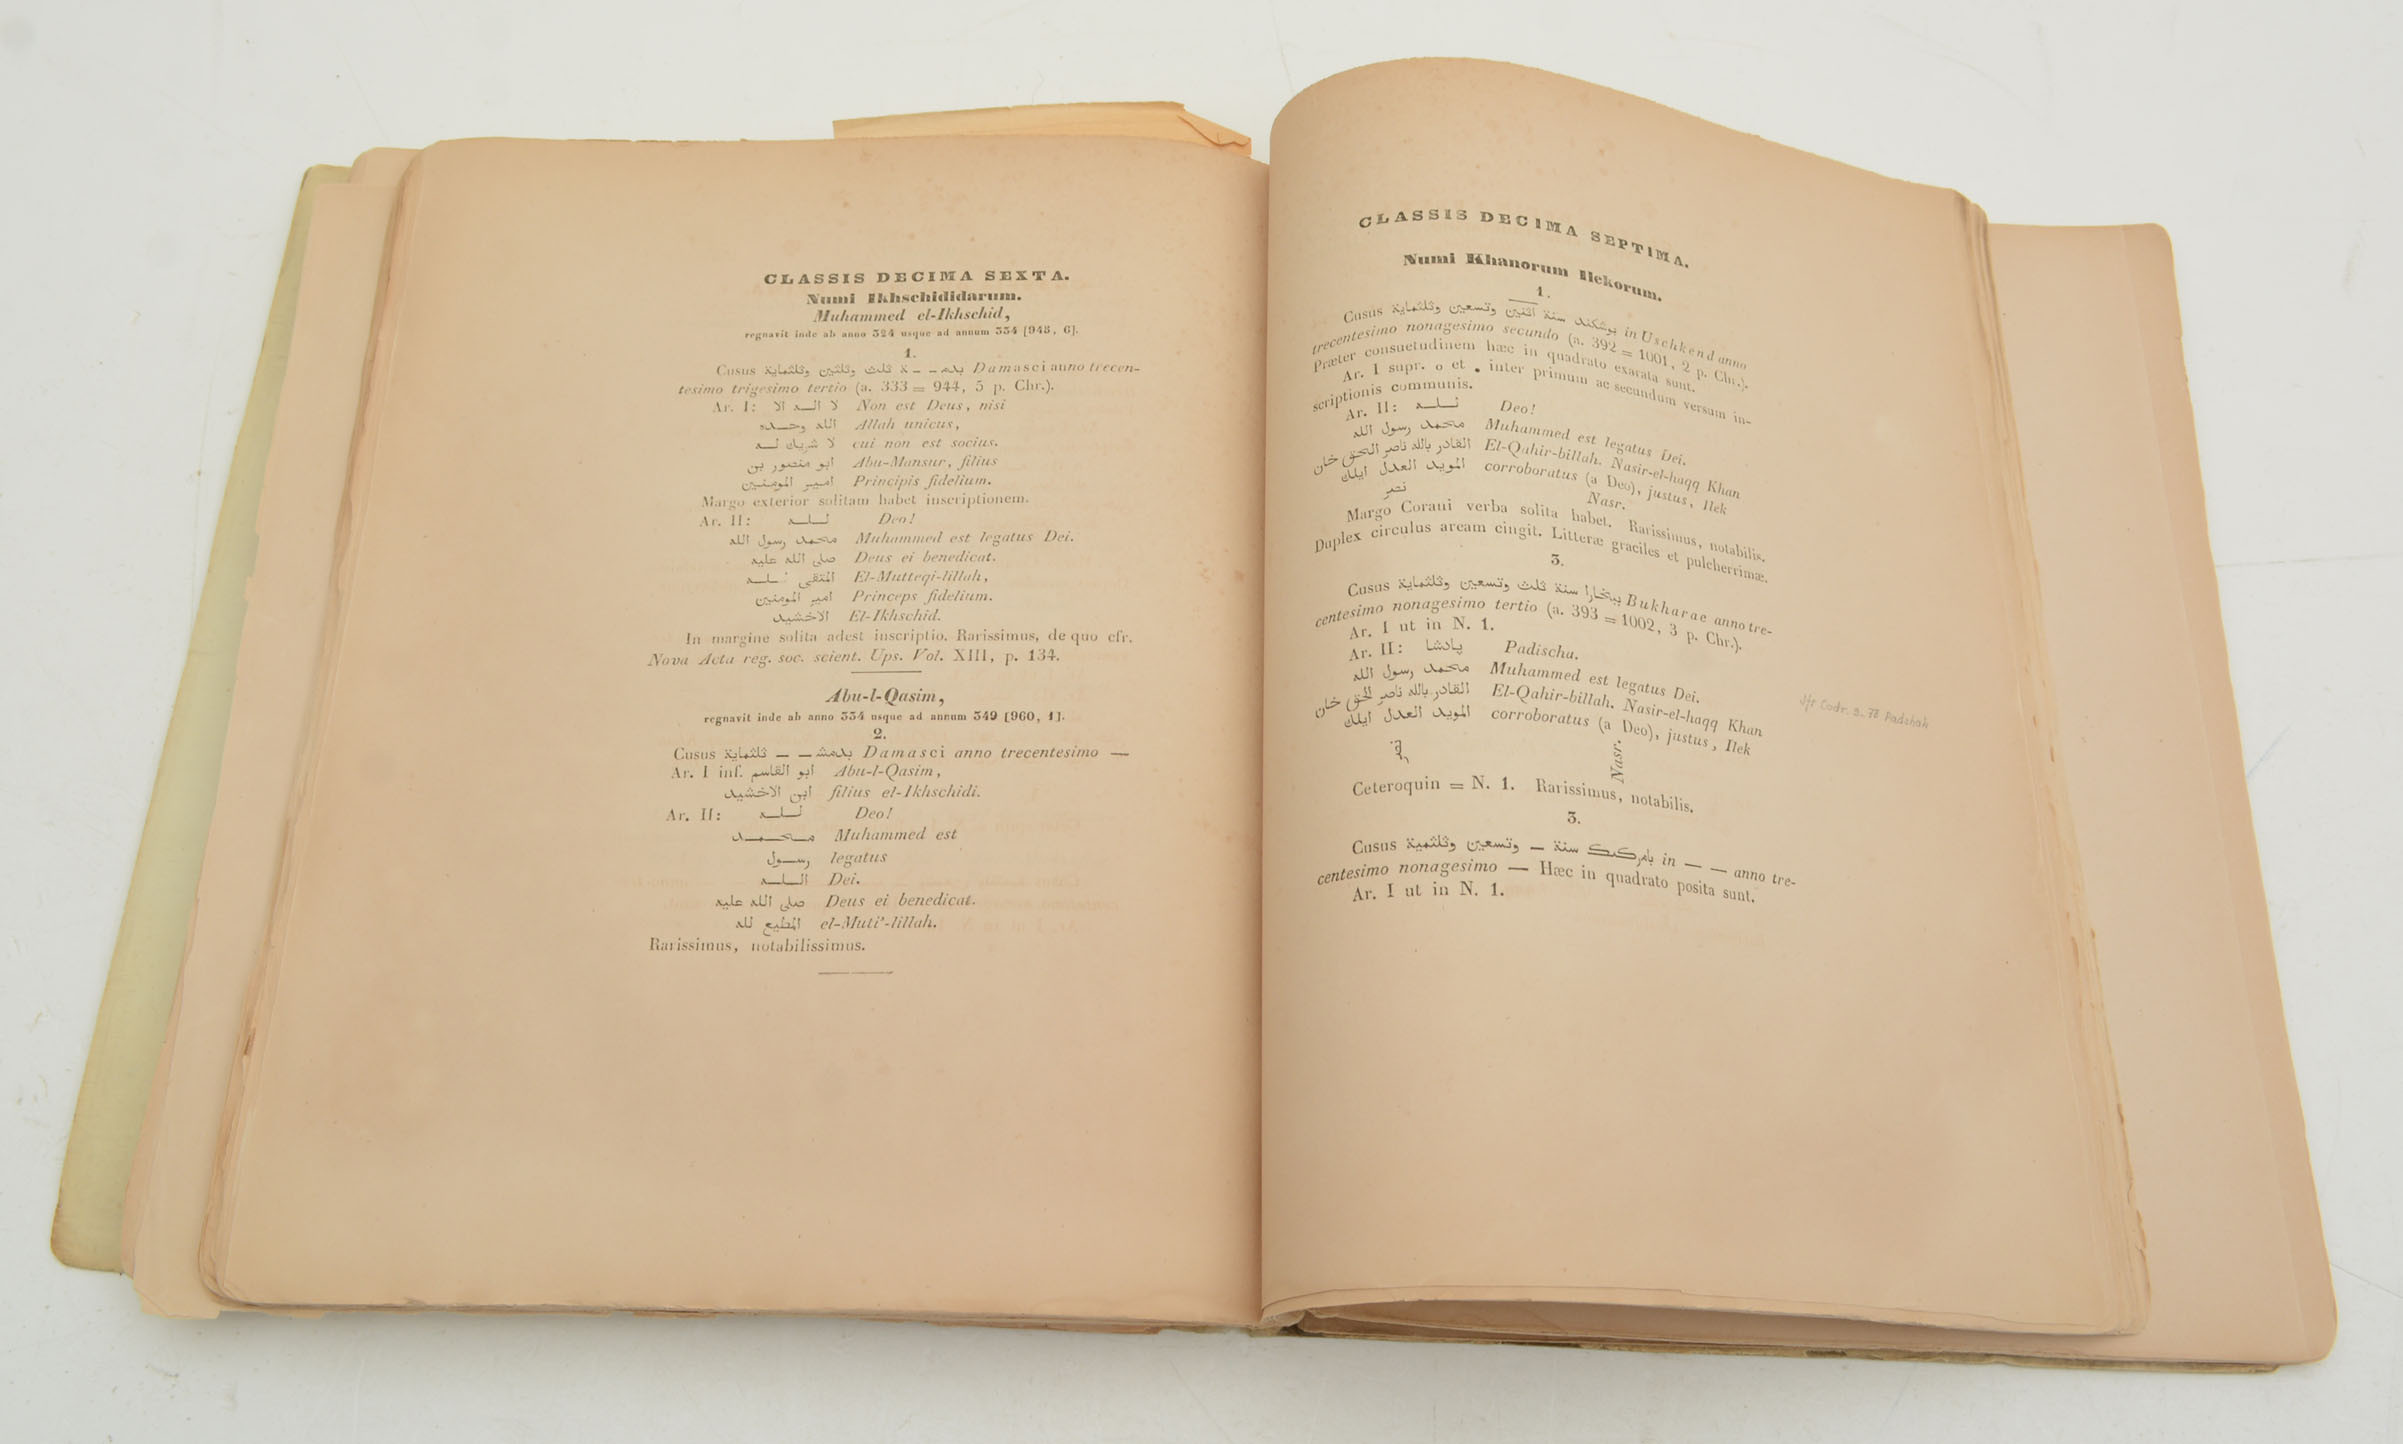 CLASSIS DECIMA SEXTA.
Numi Ikhschididarum.
Muhammed el-Ikhschid,
regnavit inde ab anno 324 usque ad annum 334 [945, 6].
1.
Cusus بدمـ ـ ـ ة ثلث وثلثين وثلثماية Damasci anno trecen-
tesimo trigesimo tertio (a. 333 = 944, 5 p. Chr.).
Ar. I: لا الــه الا Non est Deus, nisi
الله وحــده Allah unicus,
لا شريك لــه cui non est socius.
ابو منصور بن Abu-Mansur, filius
امير المومنين Principis fidelium.
Margo exterior solitam habet inscriptionem.
Ar. II: لــلــه Deo!
محمد رسول الله Muhammed est legatus Dei.
صلى الله عليه Deus ei benedicat.
المتقى لــلــه El-Mutteqi-lillah,
امير المومنين Princeps fidelium.
الاخشيد El-Ikhschid.
In margine solita adest inscriptio. Rarissimus, de quo cfr.
Nova Acta reg. soc. scient. Ups. Vol. XIII, p. 134.
Abu-l-Qasim,
regnavit inde ab anno 334 usque ad annum 349 [960, 1].
2.
Cusus بدمشـ — — ثلثماية Damasci anno trecentesimo —
Ar. I inf. ابو القاسم Abu-l-Qasim,
ابن الاخشيد filius el-Ikhschidi.
Ar. II: لــلــه Deo!
مــحــمــد Muhammed est
رســول legatus
الــلــه Dei.
صلى الله عليه Deus ei benedicat.
المطيع لله el-Muti'-lillah.
Rarissimus, notabilissimus.
CLASSIS DECIMA SEPTIMA.
Numi Khanorum Ilekorum.
1.
Cusus بوشكند سنة اثنين وتسعين وثلثماية in Uschkend anno
trecentesimo nonagesimo secundo (a. 392 = 1001, 2 p. Chr.).
Præter consuetudinem hæc in quadrato exarata sunt.
Ar. I supr. o et • inter primum ac secundum versum in-
scriptionis communis.
Ar. II: لــلــه Deo!
محمد رسول الله Muhammed est legatus Dei.
القادر بالله ناصر الحق خان El-Qahir-billah. Nasir-el-haqq Khan
المويد العدل ايلك corroboratus (a Deo), justus, Ilek
نصر Nasr.
Margo Corani verba solita habet. Rarissimus, notabilis.
Duplex circulus aream cingit. Litteræ graciles et pulcherrimæ.
3.
Cusus ببخارا سنة ثلث وتسعين وثلثماية Bukharae anno tre-
centesimo nonagesimo tertio (a. 393 = 1002, 3 p. Chr.).
Ar. I ut in N. 1.
Ar. II: پادشا Padischa.
محمد رسول الله Muhammed est legatus Dei.
القادر بالله ناصر الحق خان El-Qahir-billah. Nasir-el-haqq Khan
المويد العدل ايلك corroboratus (a Deo), justus, Ilek
نصر Nasr.
Ceteroquin = N. 1. Rarissimus, notabilis.
3.
Cusus سنة — وتسعين وثلثمية in — — anno tre-
centesimo nonagesimo — Hæc in quadrato posita sunt.
Ar. I ut in N. 1.
Padshah